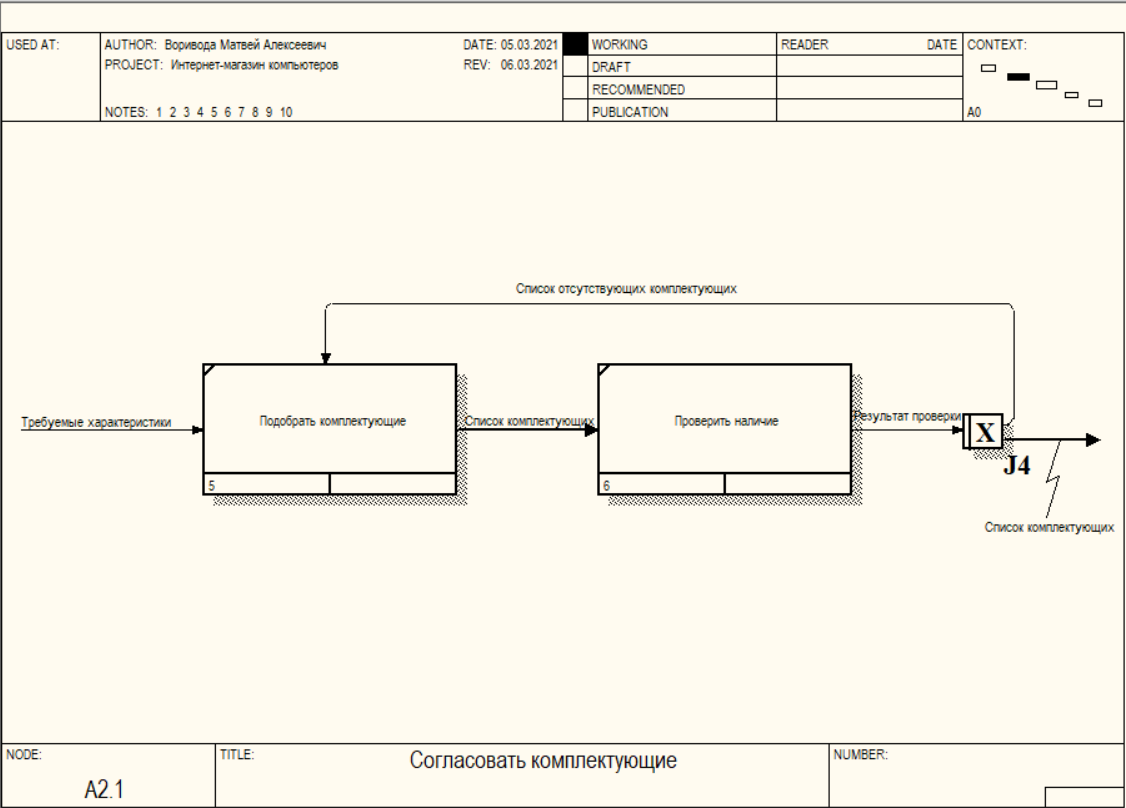 USED AT:
AUTHOR: Воривода Матвей Алексеевич
DATE: 05.03.2021
PROJECT: Интернет-магазин компьютеров
REV: 06.03.2021
NOTES: 1 2 3 4 5 6 7 8 9 10
WORKING
DRAFT
RECOMMENDED
PUBLICATION
READER
DATE
CONTEXT:
A0
Список отсутствующих комплектующих
Требуемые характеристики
Подобрать комплектующие
5
Список комплектующих
Проверить наличие
6
Результат проверки
X
J4
Список комплектующих
NODE:
A2.1
TITLE:
Согласовать комплектующие
NUMBER: